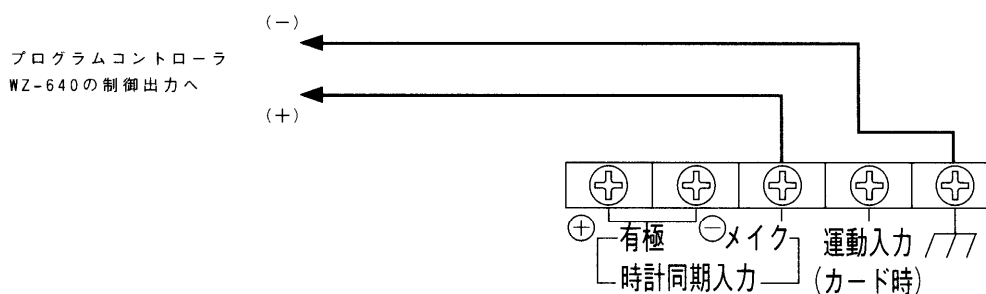 (−)
プログラムコントローラ
WZ-640の制御出力へ
(+)
⊕
有極
⊖
メイク
運動入力
時計同期入力
(カード時)